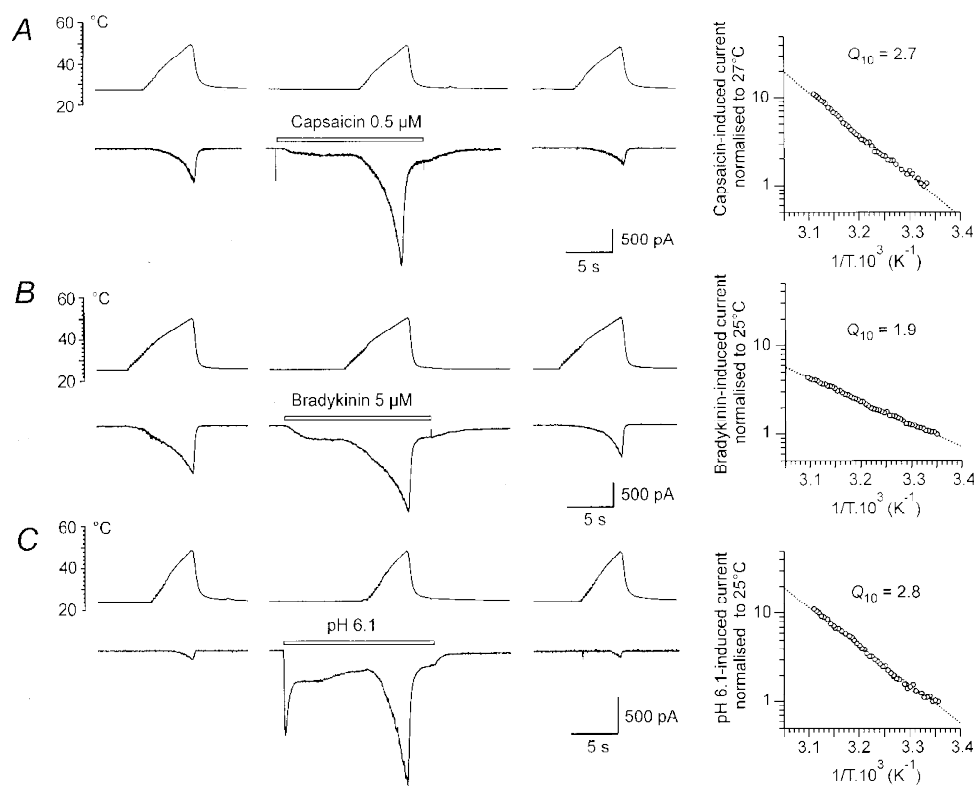 A
60
°C
40
20
Capsaicin 0.5 µM
500 pA
5 s
Capsaicin-induced current
normalised to 27°C
10
1
Q10 = 2.7
3.1 3.2 3.3 3.4
1/T.10^3 (K^-1)
B
60
°C
40
20
Bradykinin 5 µM
500 pA
5 s
Bradykinin-induced current
normalised to 25°C
10
1
Q10 = 1.9
3.1 3.2 3.3 3.4
1/T.10^3 (K^-1)
C
60
°C
40
20
pH 6.1
500 pA
5 s
pH 6.1-induced current
normalised to 25°C
10
1
Q10 = 2.8
3.1 3.2 3.3 3.4
1/T.10^3 (K^-1)